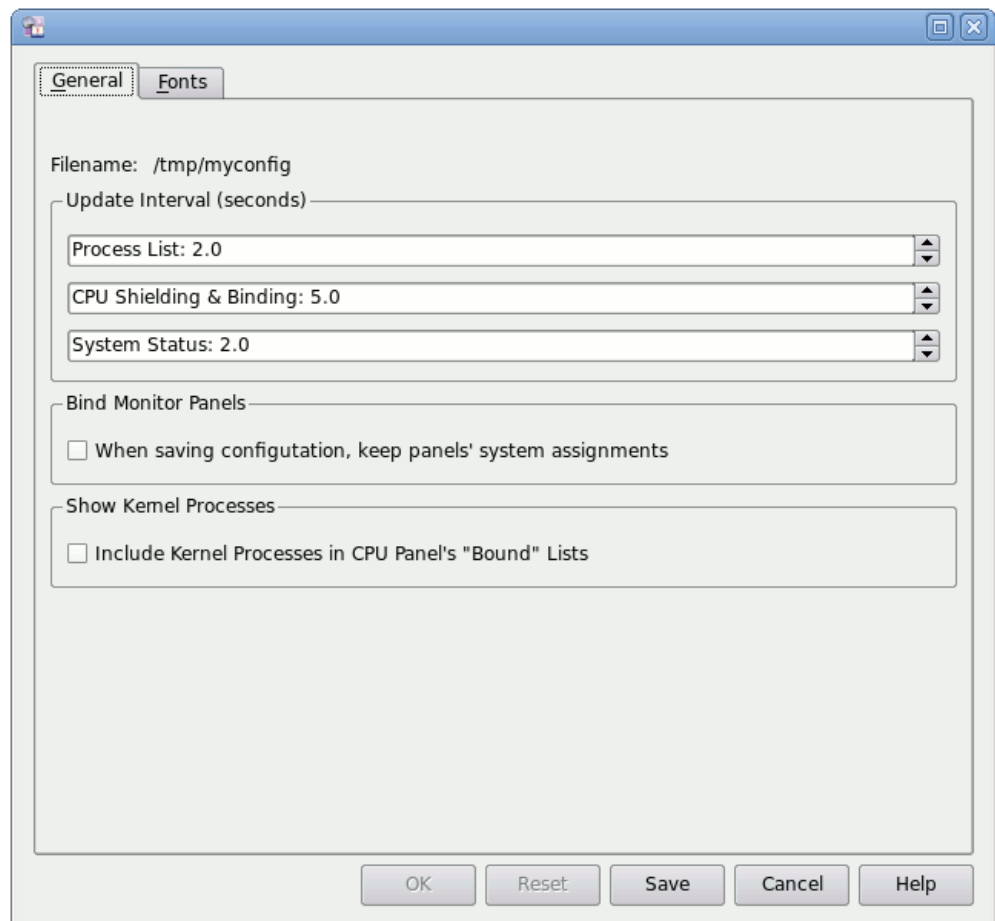 General Fonts
Filename: /tmp/myconfig
Update Interval (seconds)
Process List: 2.0
CPU Shielding & Binding: 5.0
System Status: 2.0
Bind Monitor Panels
When saving configutation, keep panels' system assignments
Show Kernel Processes
Include Kernel Processes in CPU Panel's "Bound" Lists
OK Reset Save Cancel Help